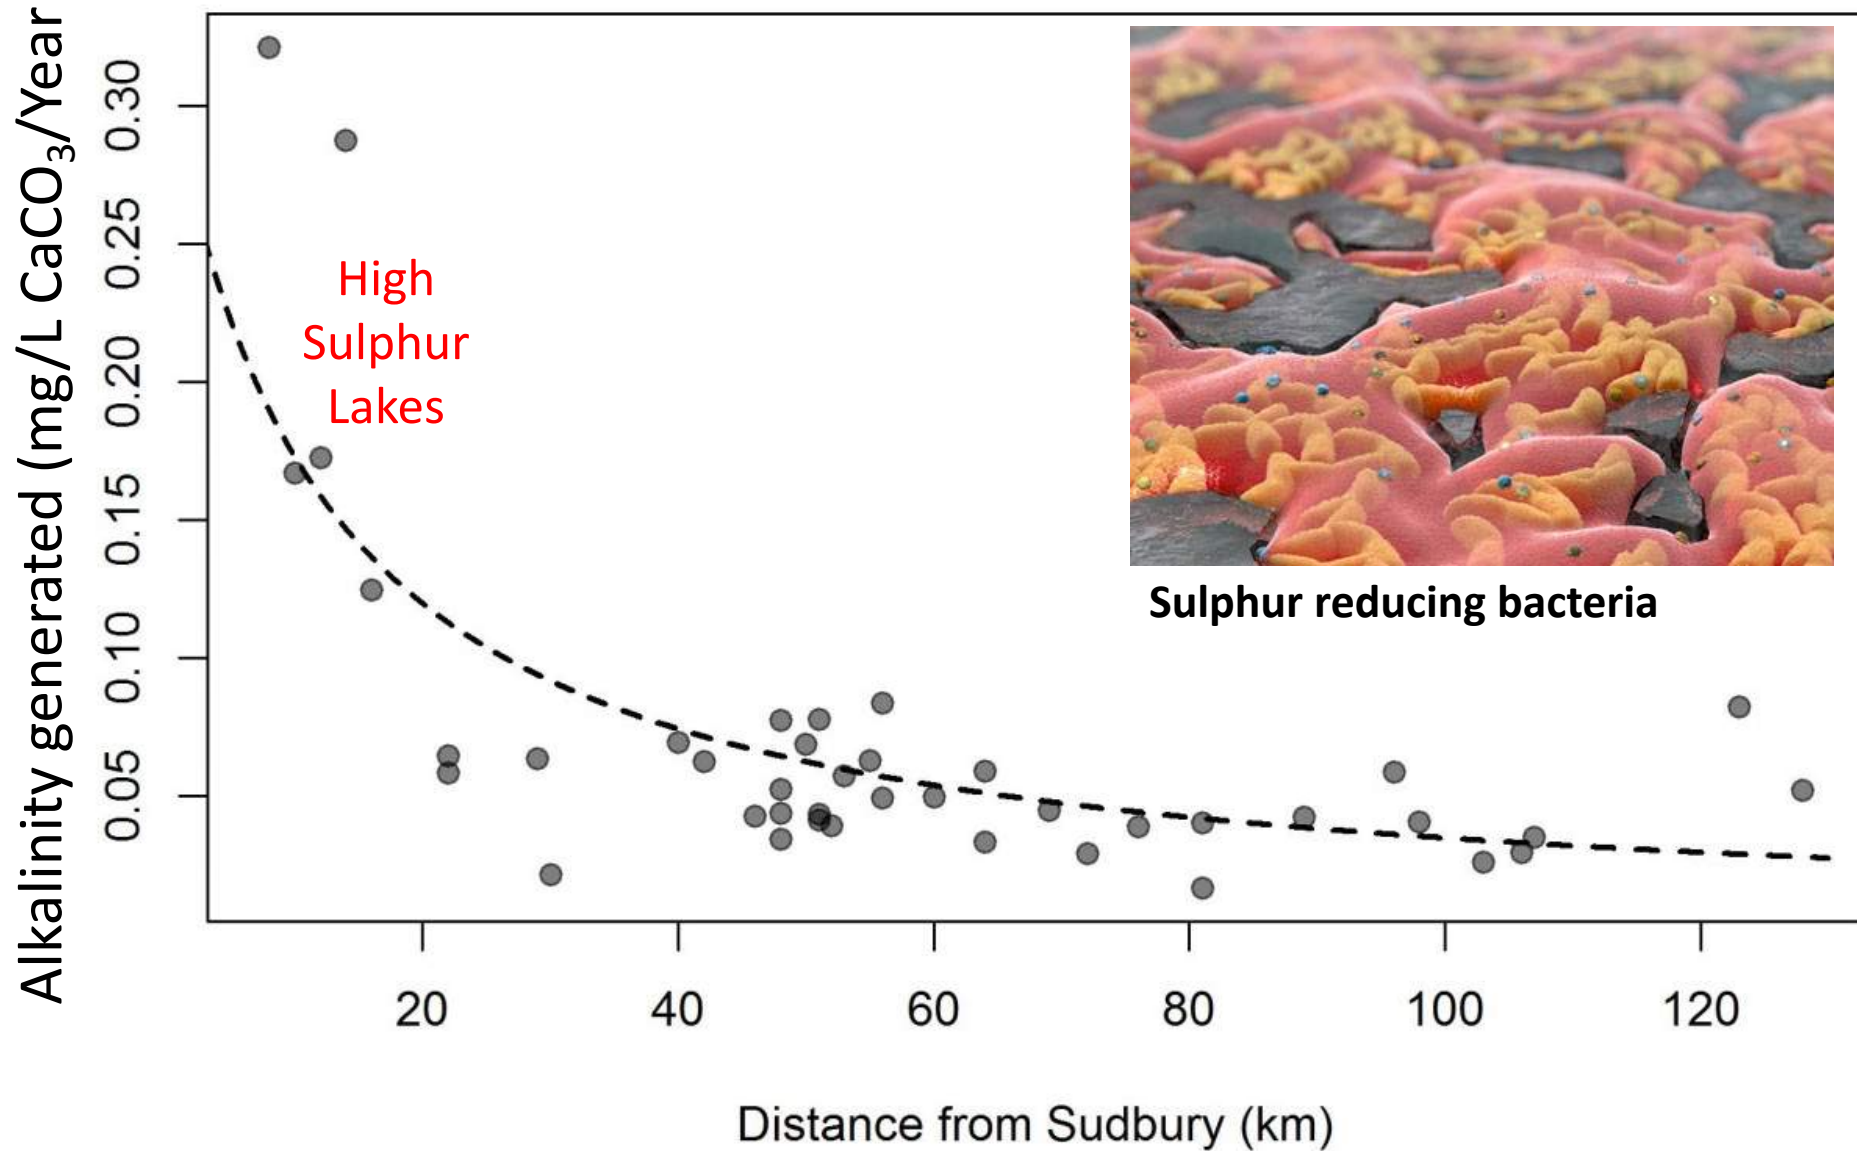 Alkalinity generated (mg/L CaCO₃/Year
0.30
0.25
0.20
0.15
0.10
0.05
High
Sulphur
Lakes
Sulphur reducing bacteria
20 40 60 80 100 120
Distance from Sudbury (km)